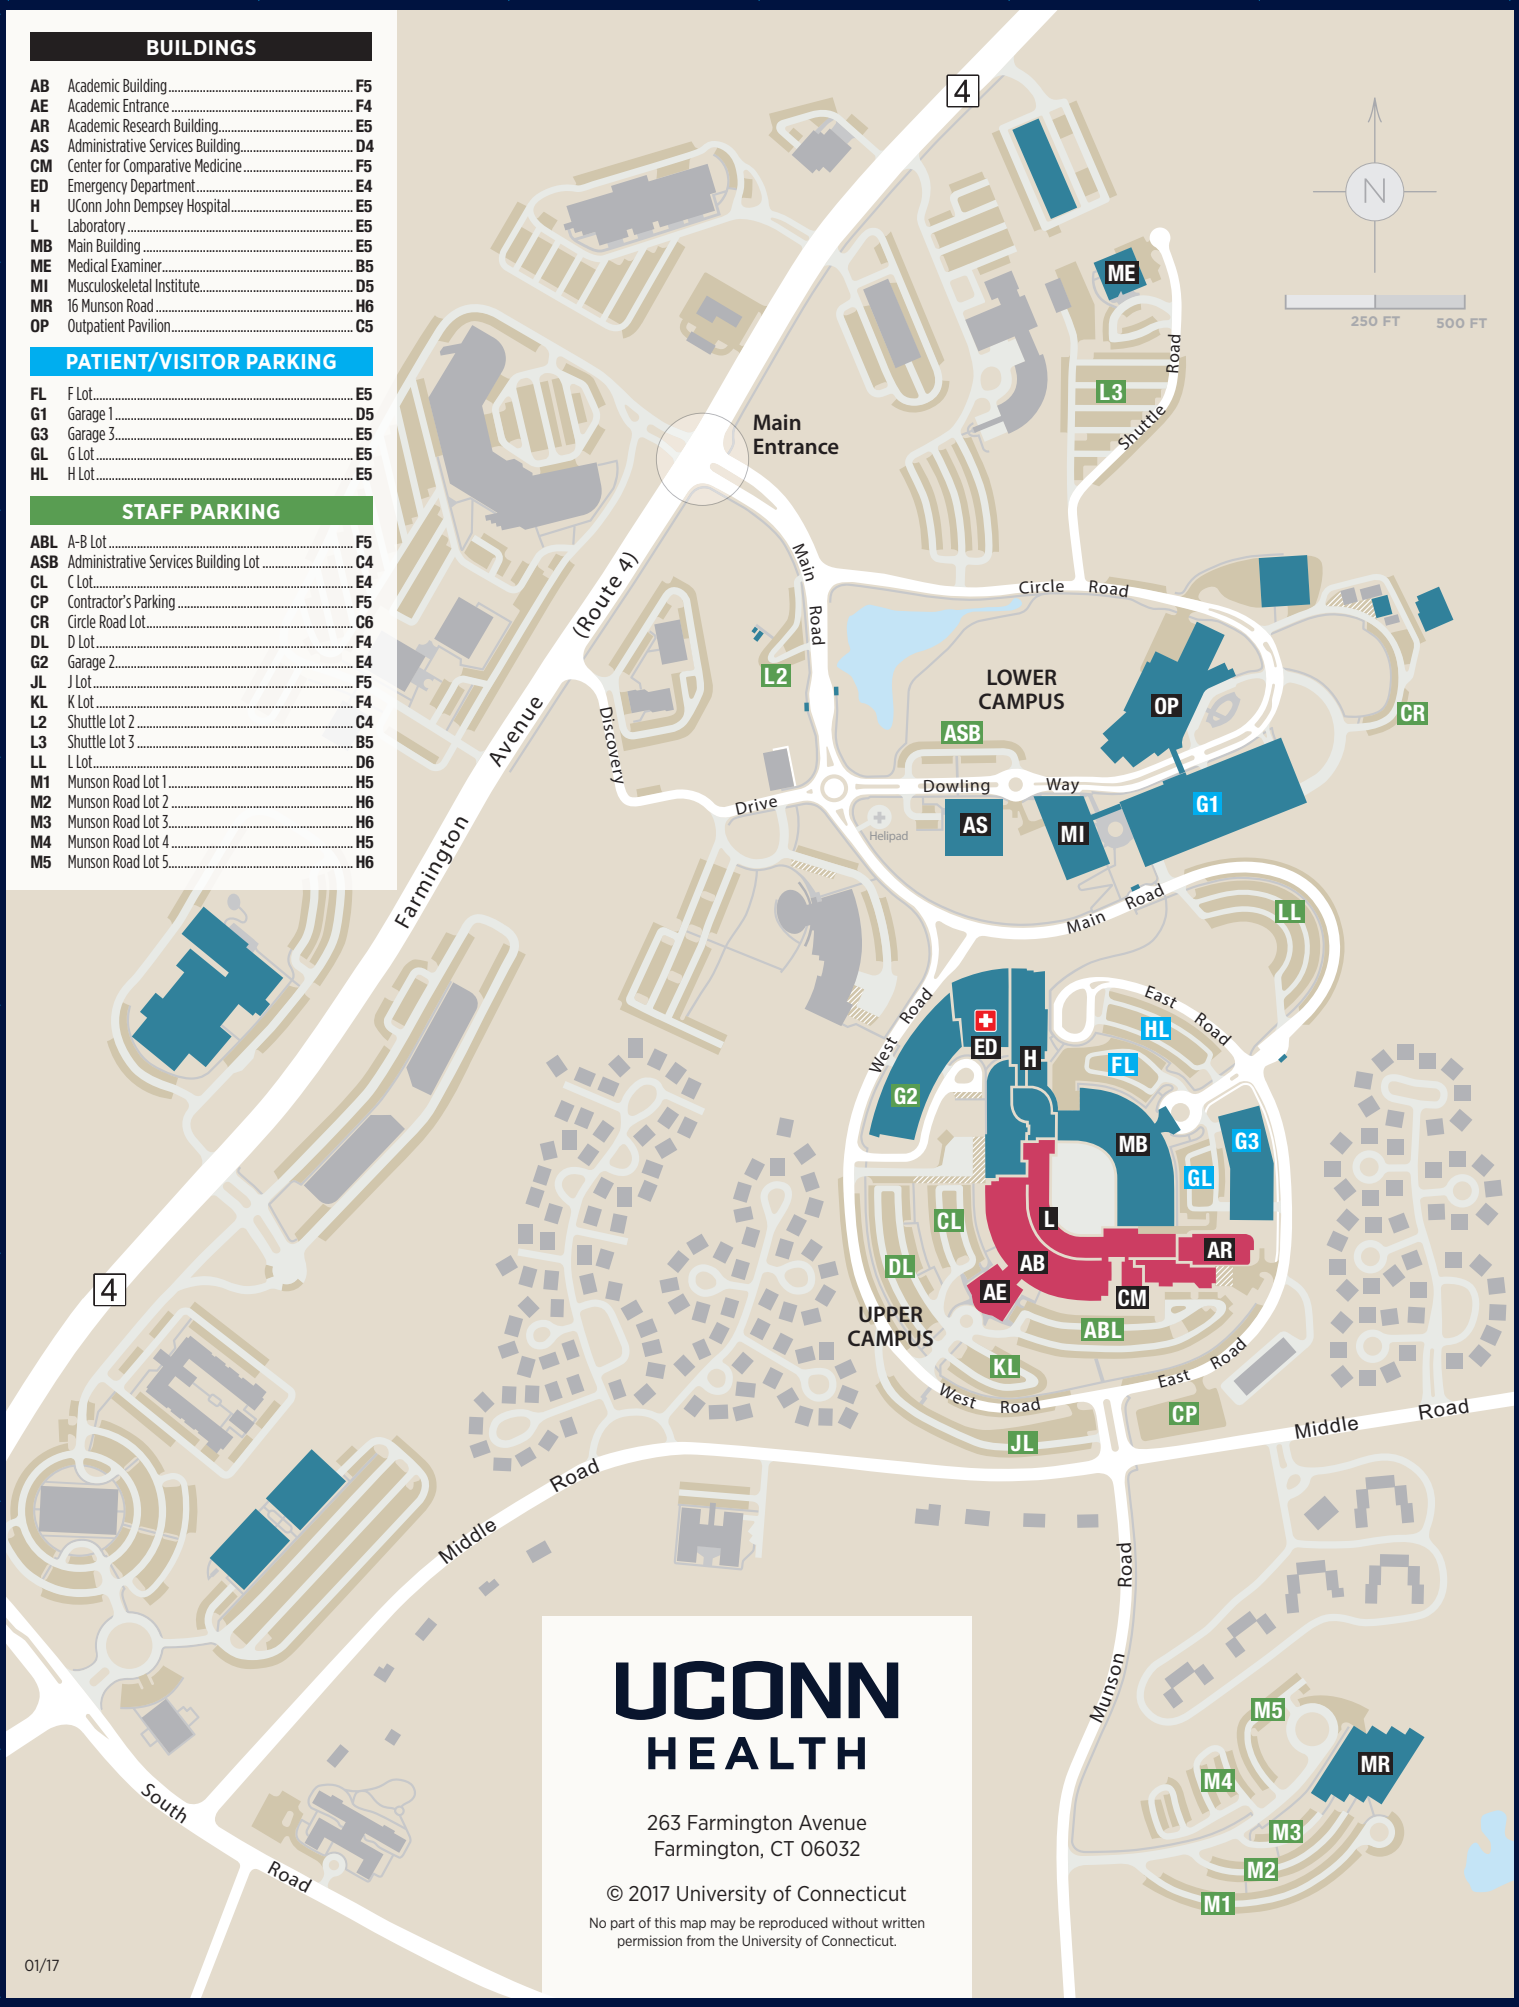 BUILDINGS
AB Academic Building F5
AE Academic Entrance F4
AR Academic Research Building E5
AS Administrative Services Building D4
CM Center for Comparative Medicine F5
ED Emergency Department E4
H UConn John Dempsey Hospital E5
L Laboratory E5
MB Main Building E5
ME Medical Examiner B5
MI Musculoskeletal Institute D5
MR 16 Munson Road H6
OP Outpatient Pavilion C5
PATIENT/VISITOR PARKING
FL F Lot E5
G1 Garage 1 D5
G3 Garage 3 E5
GL G Lot E5
HL H Lot E5
STAFF PARKING
ABL A-B Lot F5
ASB Administrative Services Building Lot C4
CL C Lot E4
CP Contractor's Parking F5
CR Circle Road Lot C6
DL D Lot F4
G2 Garage 2 E4
JL J Lot F5
KL K Lot F4
L2 Shuttle Lot 2 C4
L3 Shuttle Lot 3 B5
LL L Lot D6
M1 Munson Road Lot 1 H5
M2 Munson Road Lot 2 H6
M3 Munson Road Lot 3 H6
M4 Munson Road Lot 4 H5
M5 Munson Road Lot 5 H6
4
N
250 FT 500 FT
ME
L3
Shuttle Road
Main
Entrance
Main Road
Circle Road
Farmington Avenue (Route 4)
L2
LOWER
CAMPUS
OP
CR
ASB
Discovery Drive
Dowling Way
G1
AS
MI
Helipad
Main Road
LL
West Road
East Road
HL
ED
H
FL
G2
MB
G3
GL
CL
L
AR
DL
AB
AE
CM
UPPER
CAMPUS
ABL
KL
East Road
West Road
CP
JL
4
Middle Road
Middle Road
Munson Road
M5
MR
M4
M3
M2
M1
South Road
UCONN
HEALTH
263 Farmington Avenue
Farmington, CT 06032
© 2017 University of Connecticut
No part of this map may be reproduced without written
permission from the University of Connecticut.
01/17